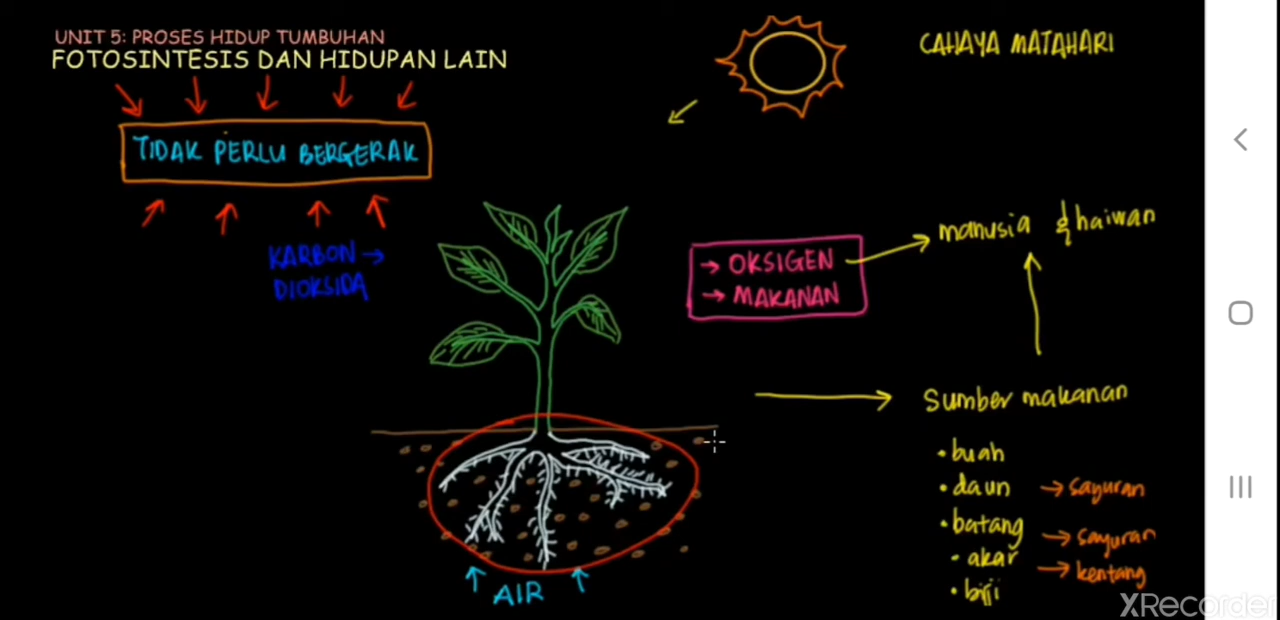 UNIT 5: PROSES HIDUP TUMBUHAN
FOTOSINTESIS DAN HIDUPAN LAIN
CAHAYA MATAHARI
TIDAK PERLU BERGERAK
KARBON →
DIOKSIDA
→ OKSIGEN
→ MAKANAN
manusia & haiwan
Sumber makanan
• buah
• daun → sayuran
• batang → sayuran
• akar → kentang
• biji
AIR
XRecorder